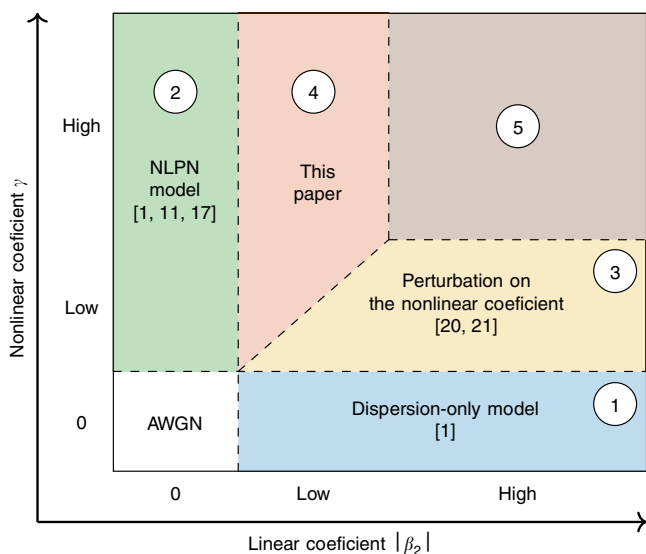 Nonlinear coeficient γ
High
Low
0
2
NLPN
model
[1, 11, 17]
4
This
paper
5
3
Perturbation on
the nonlinear coeficient
[20, 21]
AWGN
1
Dispersion-only model
[1]
0
Low
High
Linear coeficient |β₂|